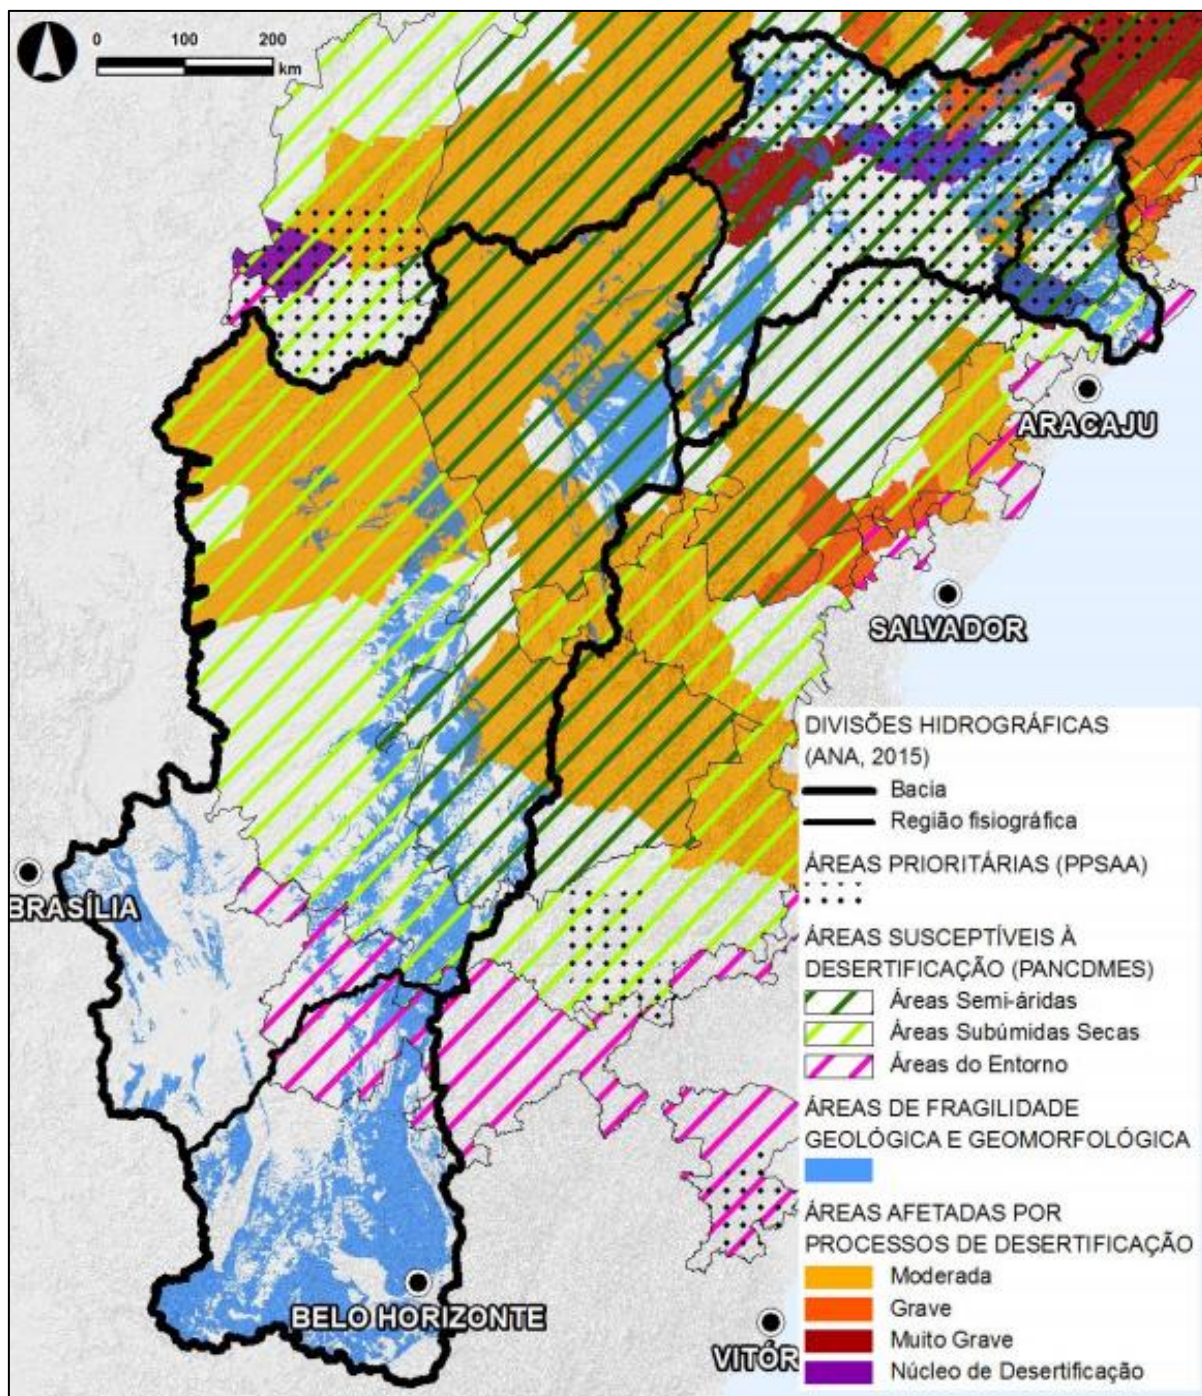 0 100 200
km
ARACAJU
SALVADOR
BRASÍLIA
BELO HORIZONTE
VITÓR
DIVISÕES HIDROGRÁFICAS
(ANA, 2015)
Bacia
Região fisiográfica
ÁREAS PRIORITÁRIAS (PPSAA)
ÁREAS SUSCEPTÍVEIS À
DESERTIFICAÇÃO (PANCDMES)
Áreas Semi-áridas
Áreas Subúmidas Secas
Áreas do Entorno
ÁREAS DE FRAGILIDADE
GEOLÓGICA E GEOMORFOLÓGICA
ÁREAS AFETADAS POR
PROCESSOS DE DESERTIFICAÇÃO
Moderada
Grave
Muito Grave
Núcleo de Desertificação